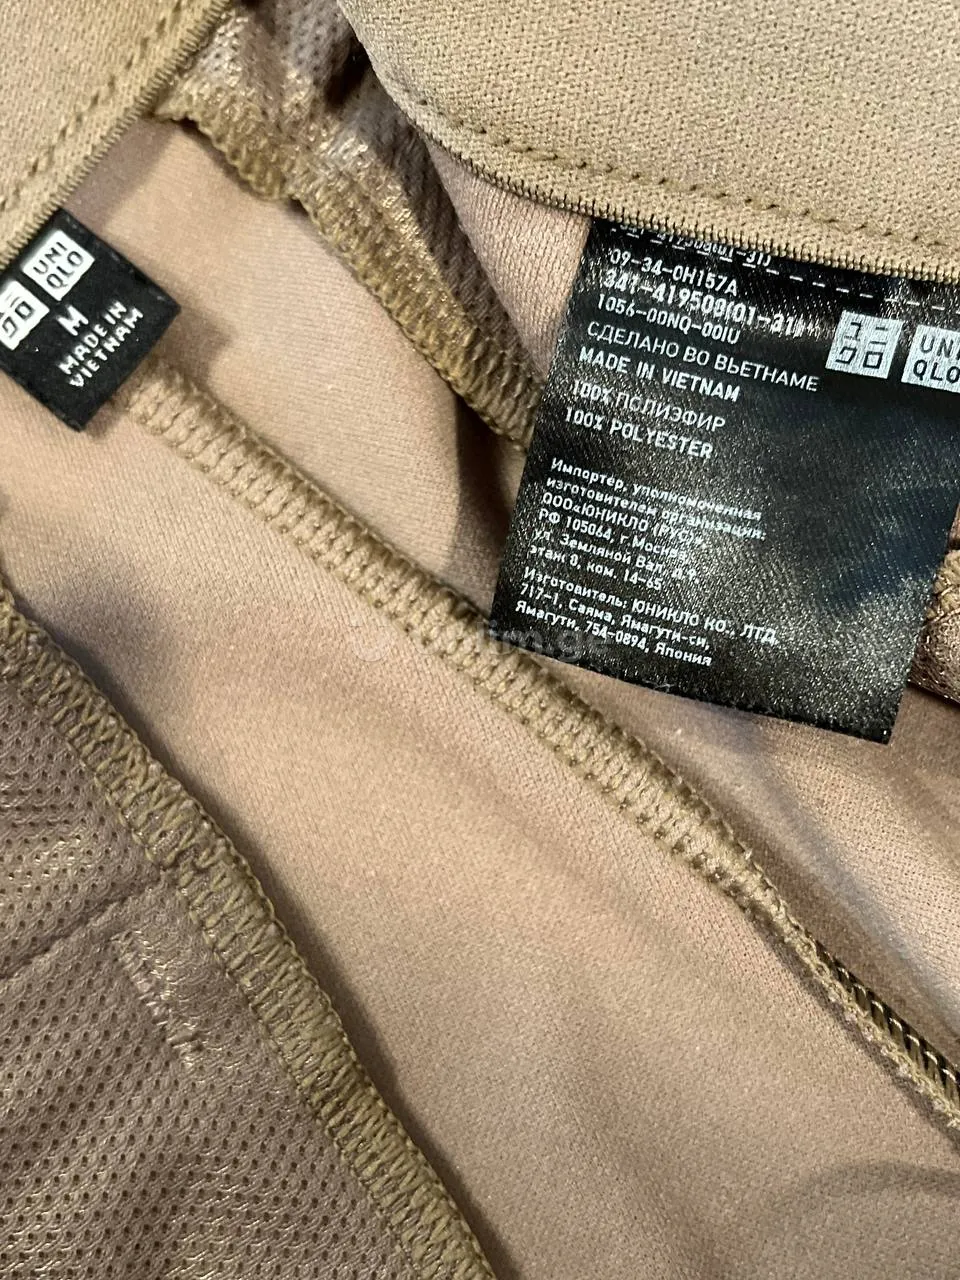 UNI
QLO
M
MADE IN
VIETNAM
09-34-0H157A
341-419508(01-31)
1056-00NQ-00IU
СДЕЛАНО ВО ВЬЕТНАМЕ
MADE IN VIETNAM
100% ПОЛИЭФИР
100% POLYESTER
UNI
QLO
Импортер, уполномоченная
изготовителем организация:
ООО«ЮНИКЛО (Рус)»,
РФ 105064, г Москва
ул. Земляной Вал, д.9,
этаж 8, ком. 14-65
Изготовитель: ЮНИКЛО КО., ЛТД.
717-1, Саяма, Ямагути-си,
Ямагути, 754-0894, Япония